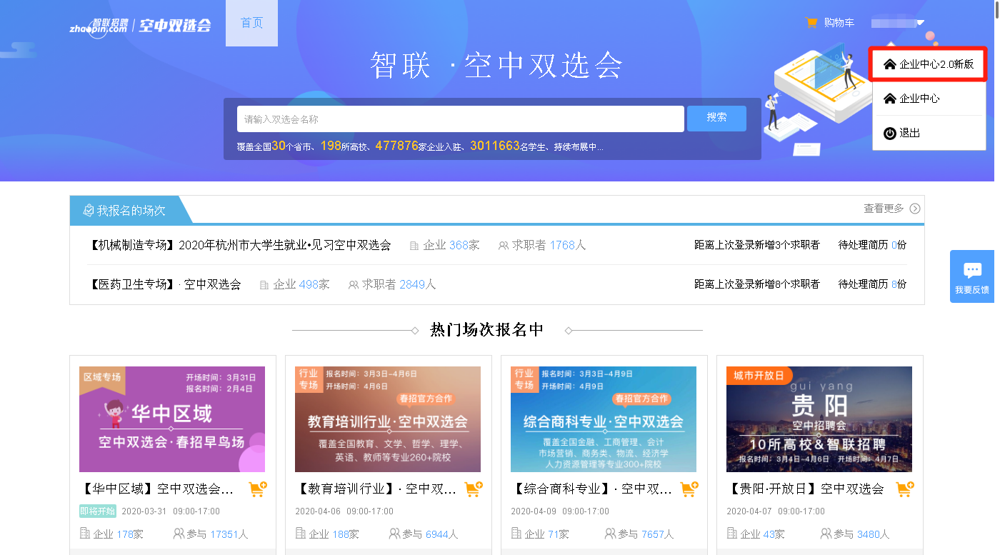 智联招聘
zhaopin.com
空中双选会
首页
购物车
智联 ·空中双选会
企业中心2.0新版
企业中心
退出
请输入双选会名称
搜索
覆盖全国30个省市、198所高校、477876家企业入驻、3011663名学生、持续布展中...
我报名的场次
查看更多
【机械制造专场】2020年杭州市大学生就业•见习空中双选会 企业 368家 求职者 1768人 距离上次登录新增3个求职者 待处理简历 0份
【医药卫生专场】· 空中双选会 企业 498家 求职者 2849人 距离上次登录新增8个求职者 待处理简历 8份
我要反馈
热门场次报名中
区域专场
开场时间：3月31日
报名时间：2月4日
华中区域
空中双选会·春招早鸟场
【华中区域】空中双选会...
即将开始 2020-03-31 09:00-17:00
企业 178家 参与 17351人
行业
专场
报名时间：3月3日-4月6日
开场时间：4月6日
春招官方合作
教育培训行业·空中双选会
覆盖全国教育、文学、哲学、理学、
英语、教师等专业260+院校
【教育培训行业】· 空中双...
2020-04-06 09:00-17:00
企业 188家 参与 6944人
行业
专场
报名时间：3月3日-4月9日
开场时间：4月9日
春招官方合作
综合商科专业·空中双选会
覆盖全国金融、工商管理、会计
市场营销、商务类、物流、经济学
人力资源管理等专业300+院校
【综合商科专业】· 空中双...
2020-04-09 09:00-17:00
企业 71家 参与 7657人
城市开放日
gui yang
贵阳
空中招聘会
10所高校&智联招聘
报名时间：3月4日-4月6日 开场时间：4月7日
【贵阳·开放日】空中双选会
2020-04-07 09:00-17:00
企业 43家 参与 3480人